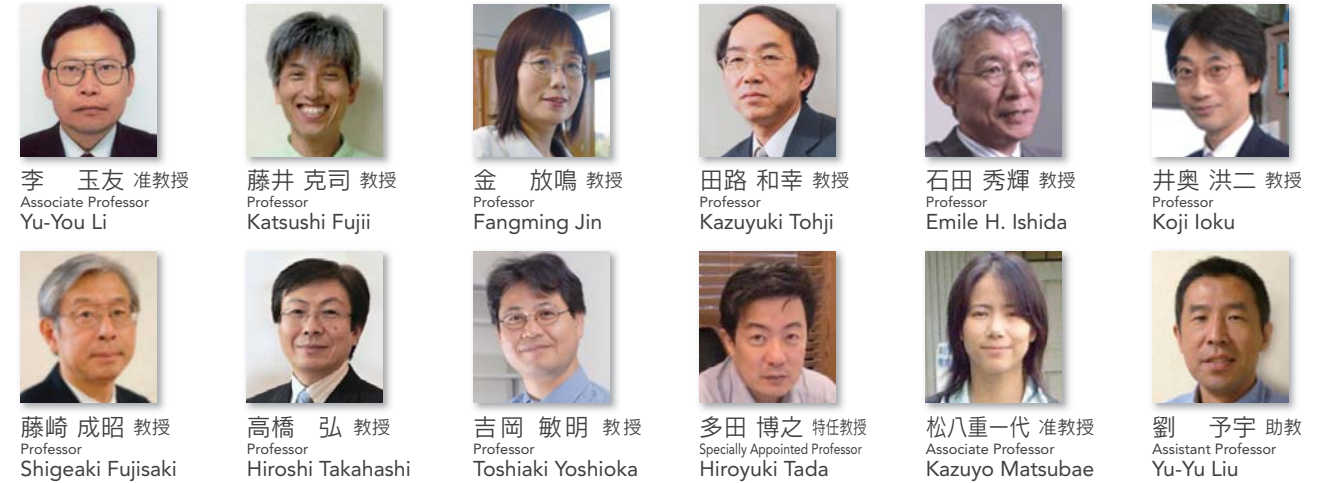 李　玉友 准教授
Associate Professor
Yu-You Li
藤井 克司 教授
Professor
Katsushi Fujii
金　放鳴 教授
Professor
Fangming Jin
田路 和幸 教授
Professor
Kazuyuki Tohji
石田 秀輝 教授
Professor
Emile H. Ishida
井奥 洪二 教授
Professor
Koji Ioku
藤崎 成昭 教授
Professor
Shigeaki Fujisaki
高橋　弘 教授
Professor
Hiroshi Takahashi
吉岡 敏明 教授
Professor
Toshiaki Yoshioka
多田 博之 特任教授
Specially Appointed Professor
Hiroyuki Tada
松八重一代 准教授
Associate Professor
Kazuyo Matsubae
劉　予宇 助教
Assistant Professor
Yu-Yu Liu